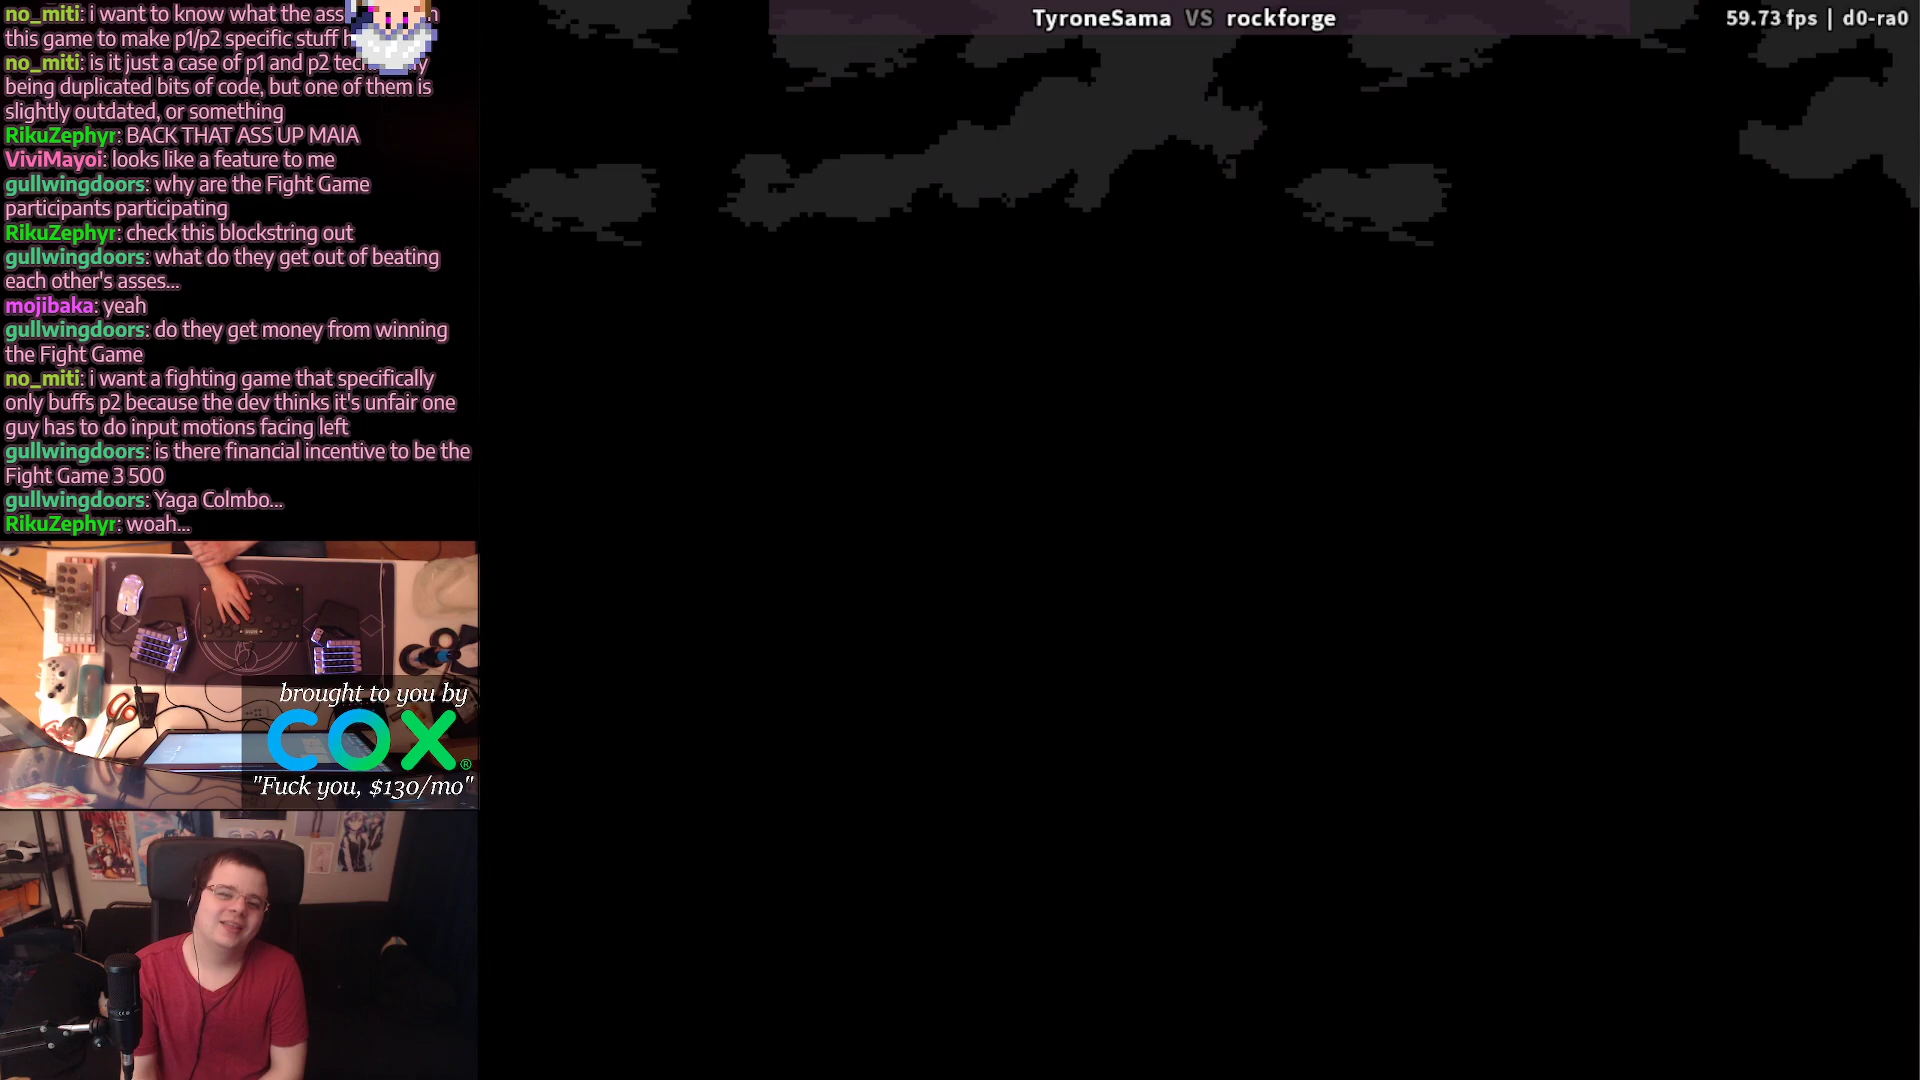 no_miti: i want to know what the ass
this game to make p1/p2 specific stuff
no_miti: is it just a case of p1 and p2
being duplicated bits of code, but one of them is
slightly outdated, or something
RikuZephyr: BACK THAT ASS UP MAIA
ViviMayoi: looks like a feature to me
gullwingdoors: why are the Fight Game
participants participating
RikuZephyr: check this blockstring out
gullwingdoors: what do they get out of beating
each other's asses...
mojibaka: yeah
gullwingdoors: do they get money from winning
the Fight Game
no_miti: i want a fighting game that specifically
only buffs p2 because the dev thinks it's unfair one
guy has to do input motions facing left
gullwingdoors: is there financial incentive to be the
Fight Game 3 500
gullwingdoors: Yaga Colmbo...
RikuZephyr: woah...
TyroneSama VS rockforge
59.73 fps | d0-ra0
brought to you by
COX®
"Fuck you, $130/mo"